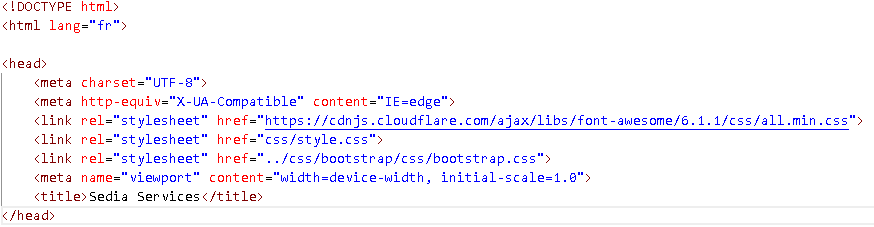 <!DOCTYPE html>
<html lang="fr">
<head>
<meta charset="UTF-8">
<meta http-equiv="X-UA-Compatible" content="IE=edge">
<link rel="stylesheet" href="https://cdnjs.cloudflare.com/ajax/libs/font-awesome/6.1.1/css/all.min.css">
<link rel="stylesheet" href="css/style.css">
<link rel="stylesheet" href="../css/bootstrap/css/bootstrap.css">
<meta name="viewport" content="width=device-width, initial-scale=1.0">
<title>Sedia Services</title>
</head>